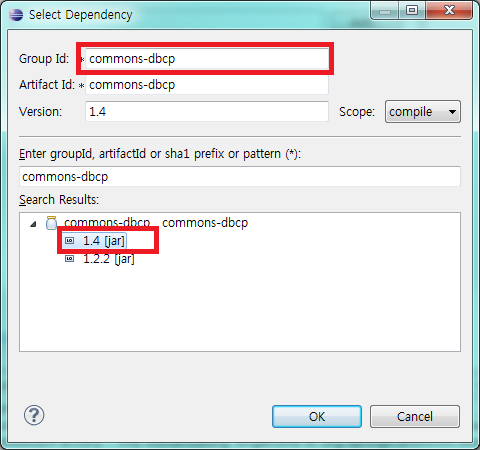 Select Dependency
Group Id: * commons-dbcp
Artifact Id: * commons-dbcp
Version: 1.4 Scope: compile
Enter groupId, artifactId or sha1 prefix or pattern (*):
commons-dbcp
Search Results:
commons-dbcp commons-dbcp
1.4 [jar]
1.2.2 [jar]
? OK Cancel